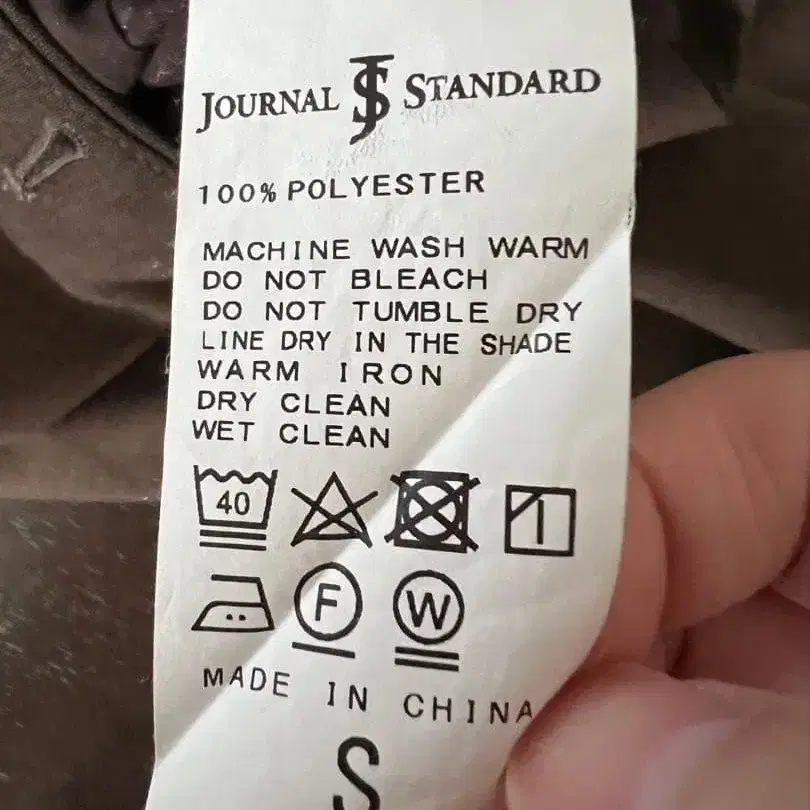 JOURNAL JS STANDARD
100% POLYESTER
MACHINE WASH WARM
DO NOT BLEACH
DO NOT TUMBLE DRY
LINE DRY IN THE SHADE
WARM IRON
DRY CLEAN
WET CLEAN
40
F W
MADE IN CHINA
S